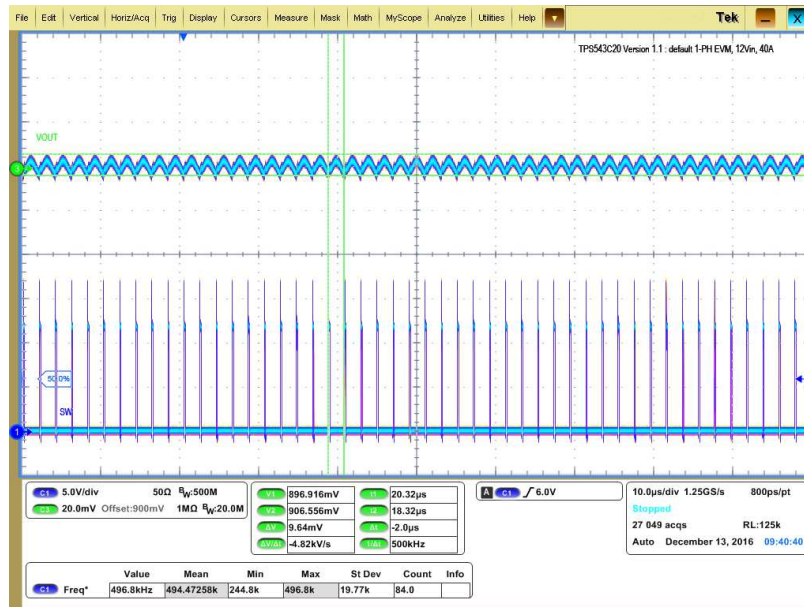 File Edit Vertical Horiz/Acq Trig Display Cursors Measure Mask Math MyScope Analyze Utilities Help Tek X
TPS543C20 Version 1.1 : default 1-PH EVM, 12Vin, 40A
VOUT
3
50.0%
SW
1
C1 5.0V/div 50Ω BW:500M
C3 20.0mV Offset:900mV 1MΩ BW:20.0M
V1 896.916mV
V2 906.556mV
ΔV 9.64mV
ΔV/Δt -4.82kV/s
t1 20.32µs
t2 18.32µs
Δt -2.0µs
1/Δt 500kHz
A C1 6.0V
10.0µs/div 1.25GS/s 800ps/pt
Stopped
27 049 acqs RL:125k
Auto December 13, 2016 09:40:40
Value Mean Min Max St Dev Count Info
C1 Freq* 496.8kHz 494.47258k 244.8k 496.8k 19.77k 84.0